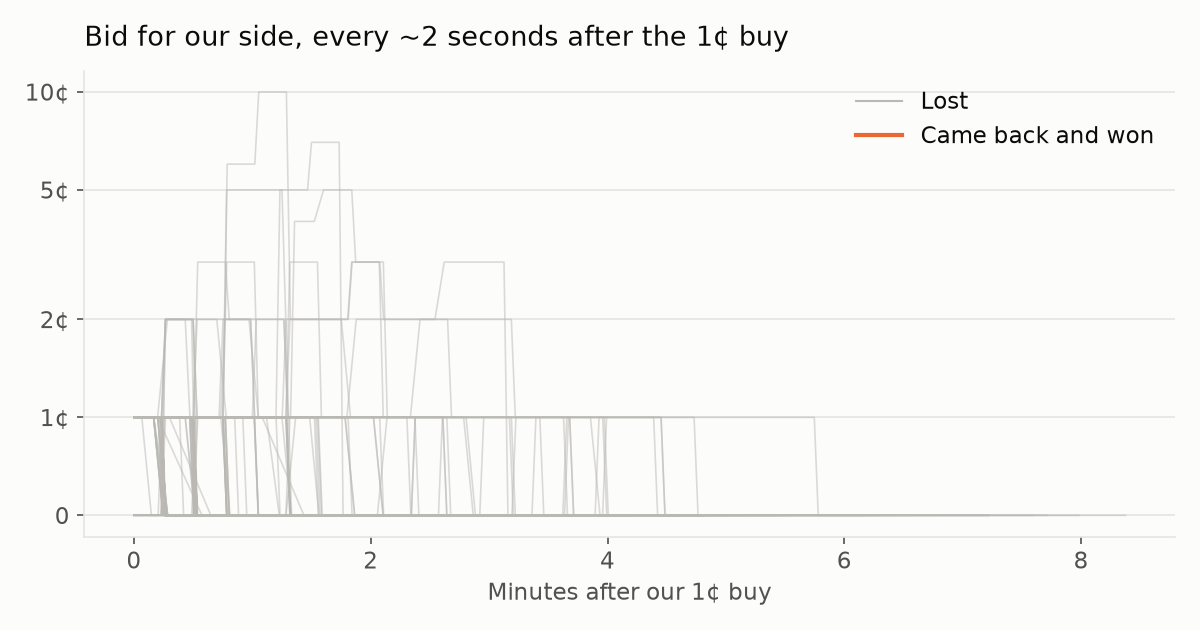 Bid for our side, every ~2 seconds after the 1¢ buy
10¢
5¢
2¢
1¢
0
Lost
Came back and won
0 2 4 6 8
Minutes after our 1¢ buy